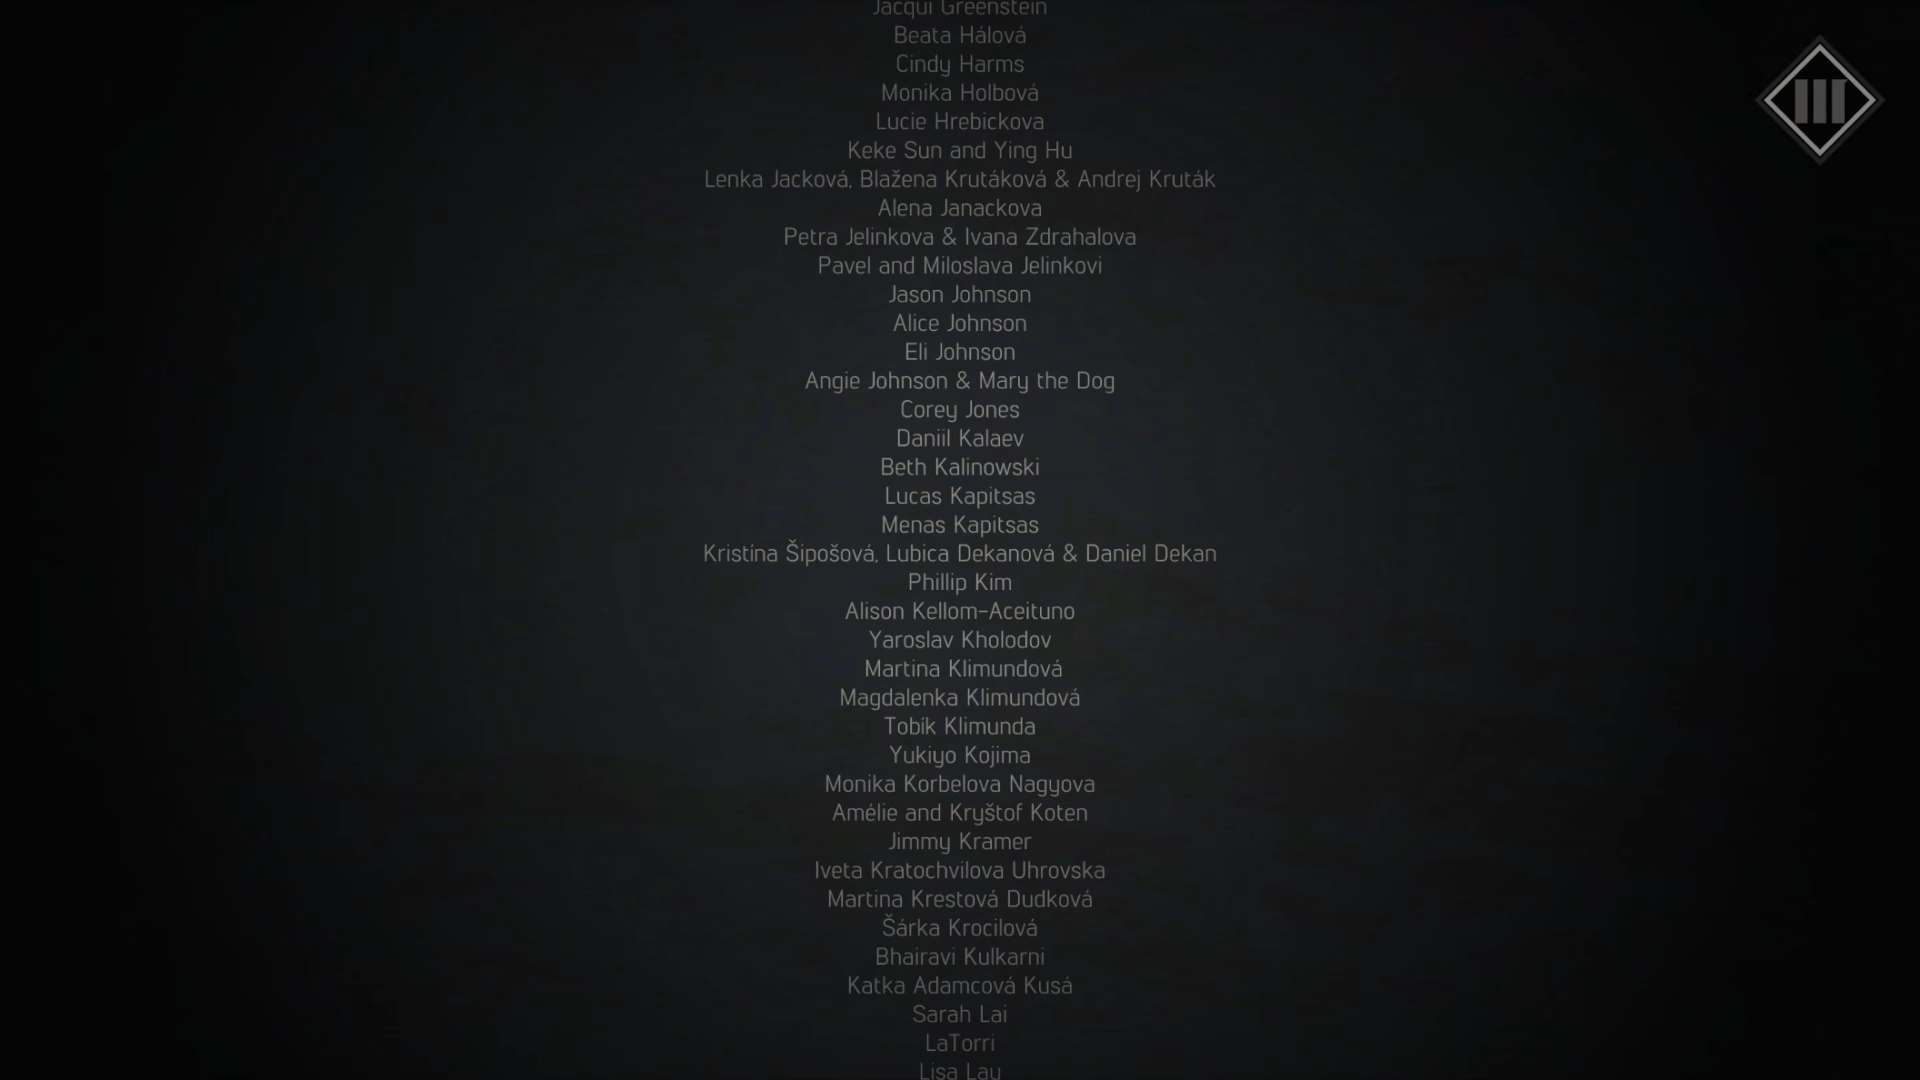 Jacqui Greenstein
Beata Hálová
Cindy Harms
Monika Holbová
Lucie Hrebickova
Keke Sun and Ying Hu
Lenka Jacková, Blažena Krutáková & Andrej Kruták
Alena Janackova
Petra Jelinkova & Ivana Zdrahalova
Pavel and Miloslava Jelinkovi
Jason Johnson
Alice Johnson
Eli Johnson
Angie Johnson & Mary the Dog
Corey Jones
Daniil Kalaev
Beth Kalinowski
Lucas Kapitsas
Menas Kapitsas
Kristína Šipošová, Lubica Dekanová & Daniel Dekan
Phillip Kim
Alison Kellom-Aceituno
Yaroslav Kholodov
Martina Klimundová
Magdalenka Klimundová
Tobík Klimunda
Yukiyo Kojima
Monika Korbelova Nagyova
Amélie and Kryštof Koten
Jimmy Kramer
Iveta Kratochvilova Uhrovska
Martina Krestová Dudková
Šárka Krocilová
Bhairavi Kulkarni
Katka Adamcová Kusá
Sarah Lai
LaTorri
Lisa Lau